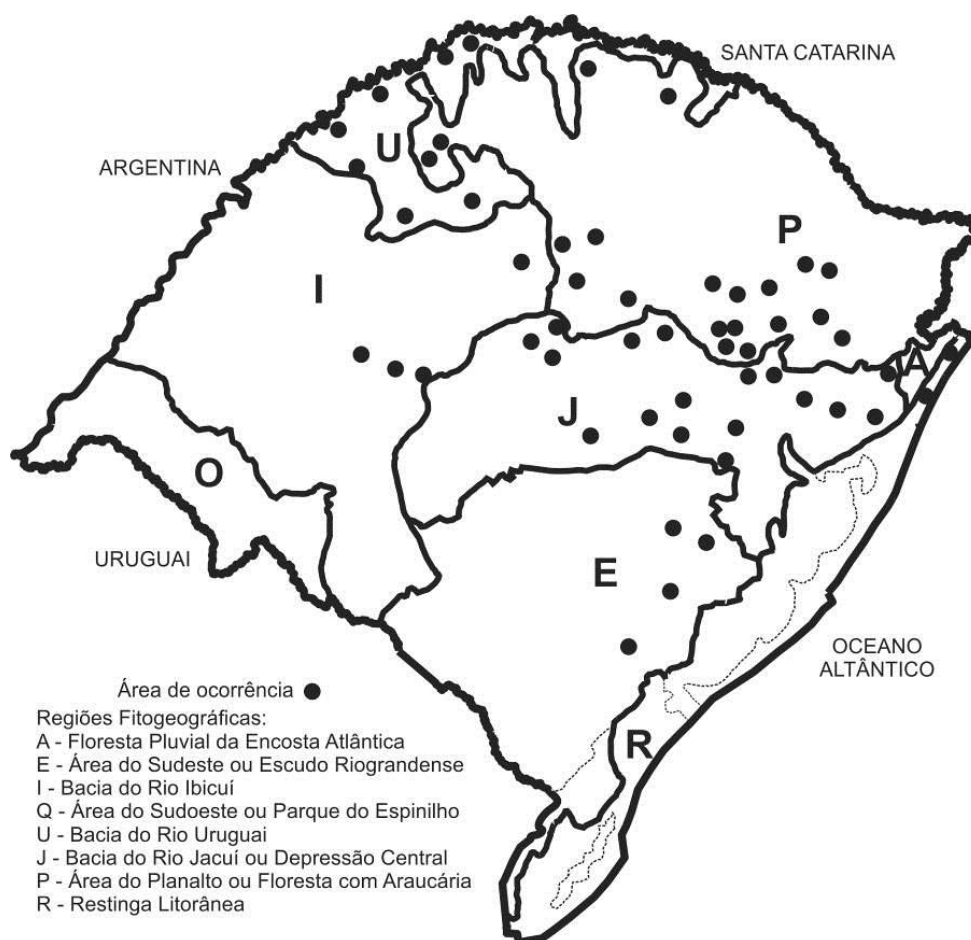 SANTA CATARINA
ARGENTINA
U
P
I
A
J
O
URUGUAI
E
OCEANO
ALTÂNTICO
R
Área de ocorrência
Regiões Fitogeográficas:
A - Floresta Pluvial da Encosta Atlântica
E - Área do Sudeste ou Escudo Riograndense
I - Bacia do Rio Ibicuí
Q - Área do Sudoeste ou Parque do Espinilho
U - Bacia do Rio Uruguai
J - Bacia do Rio Jacuí ou Depressão Central
P - Área do Planalto ou Floresta com Araucária
R - Restinga Litorânea